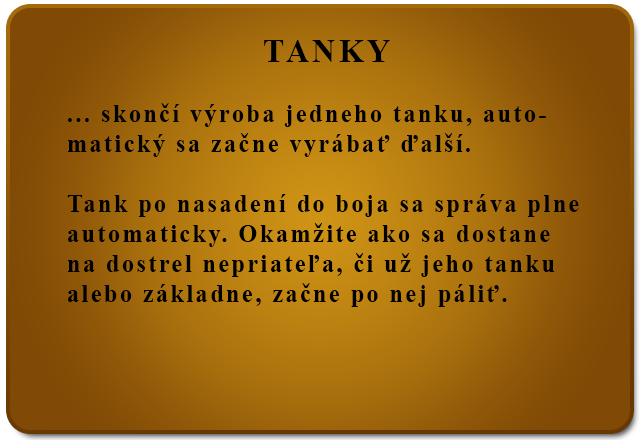 TANKY
... skončí výroba jedneho tanku, auto-
matický sa začne vyrábať ďalší.
Tank po nasadení do boja sa správa plne
automaticky. Okamžite ako sa dostane
na dostrel nepriateľa, či už jeho tanku
alebo základne, začne po nej páliť.